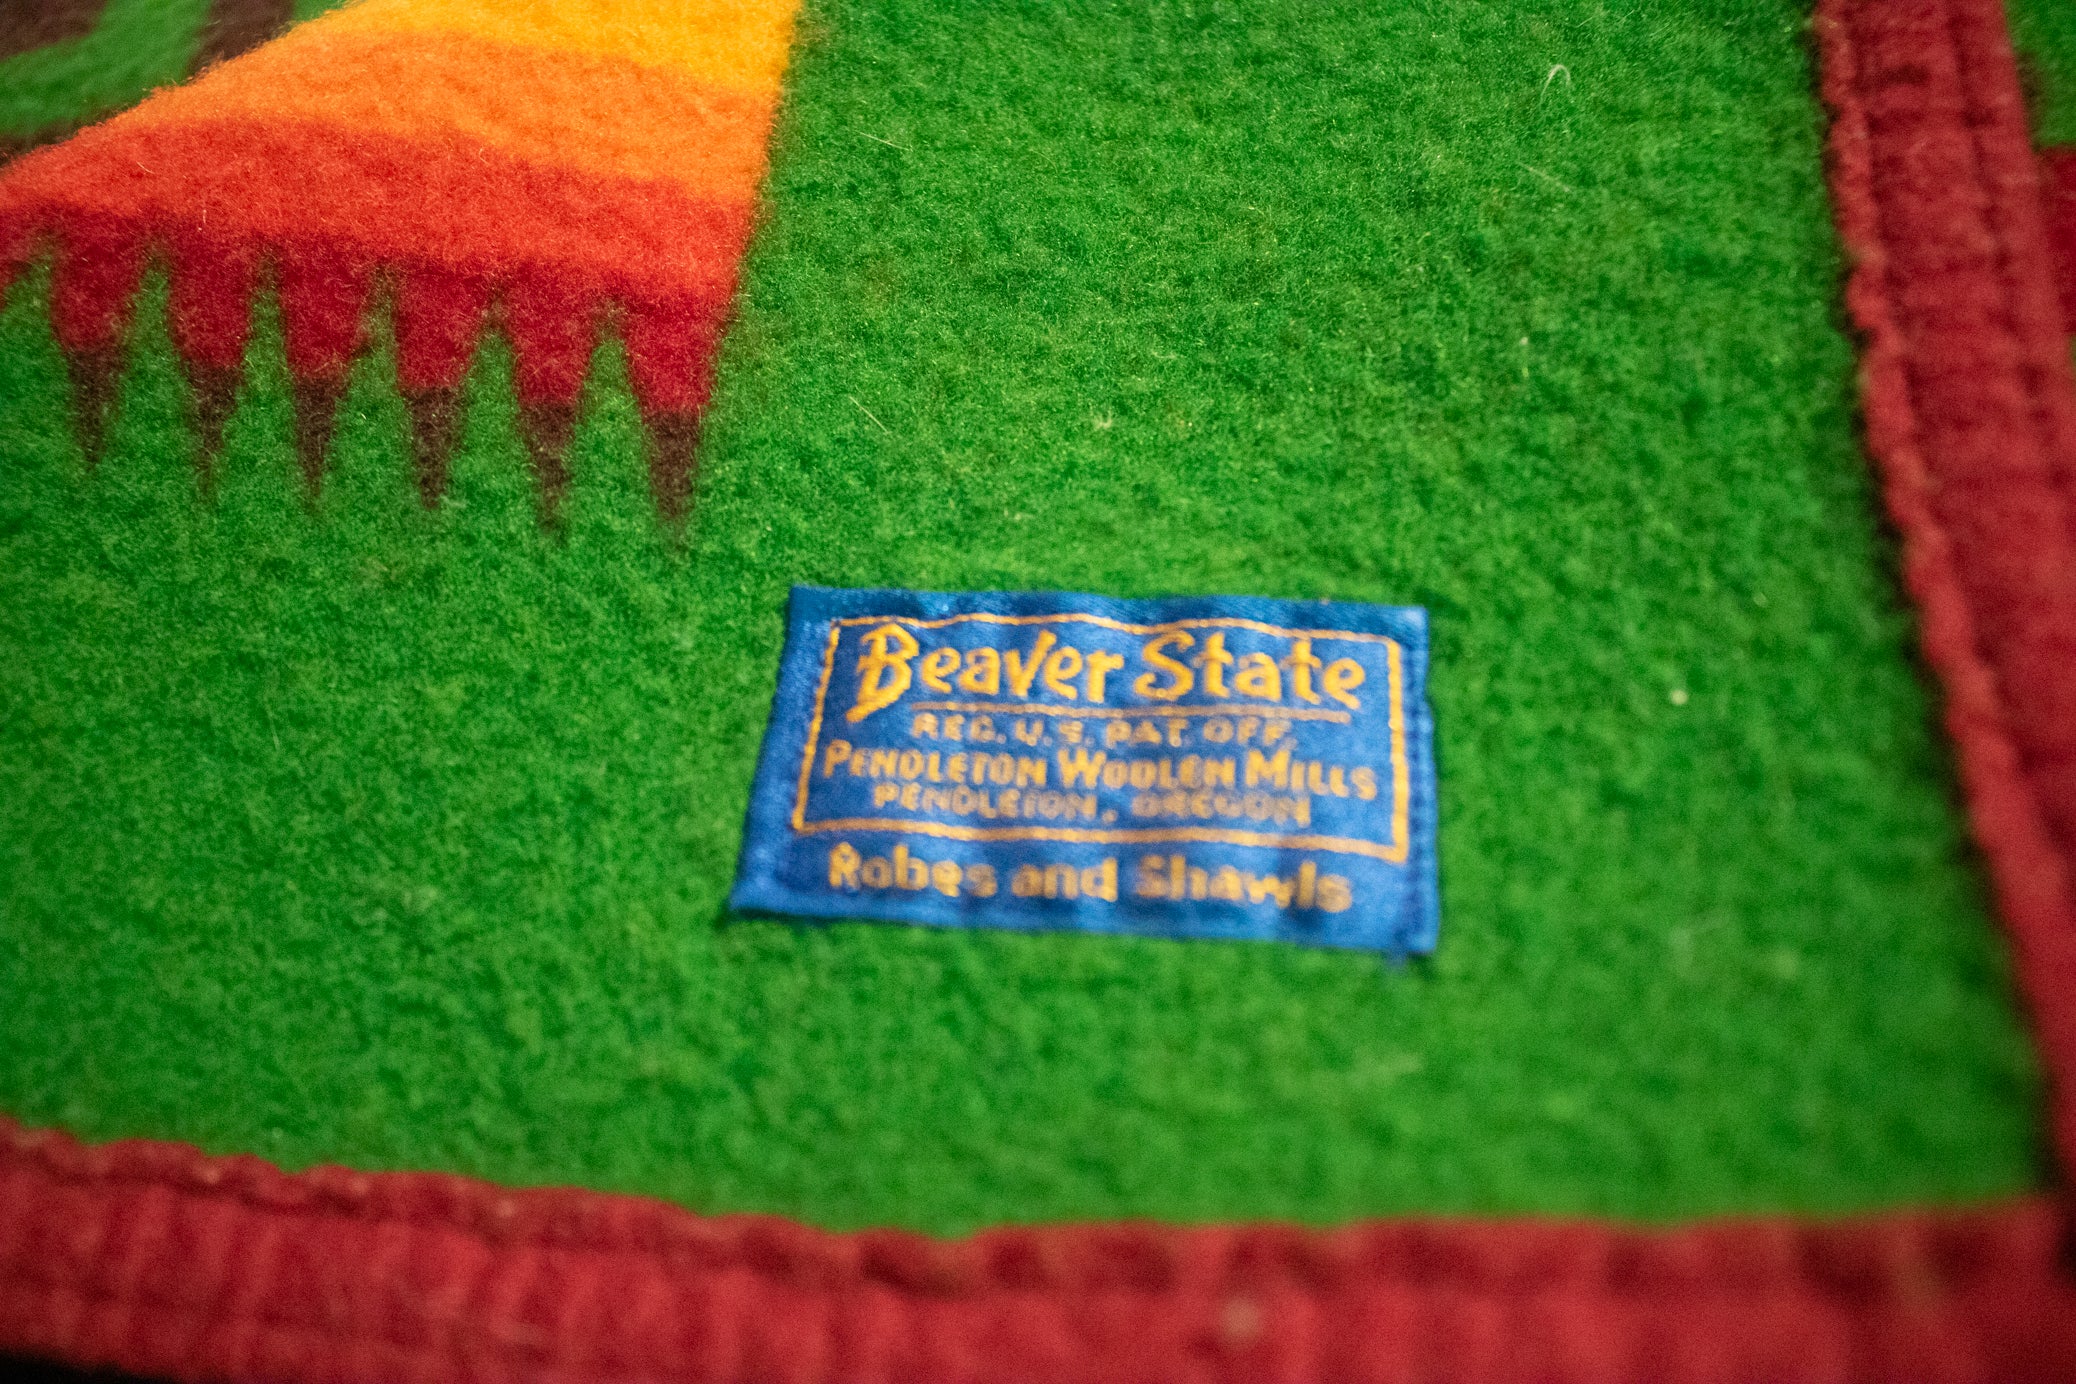 Beaver State
REG. U.S. PAT. OFF.
PENDLETON WOOLEN MILLS
PENDLETON, OREGON
Robes and Shawls